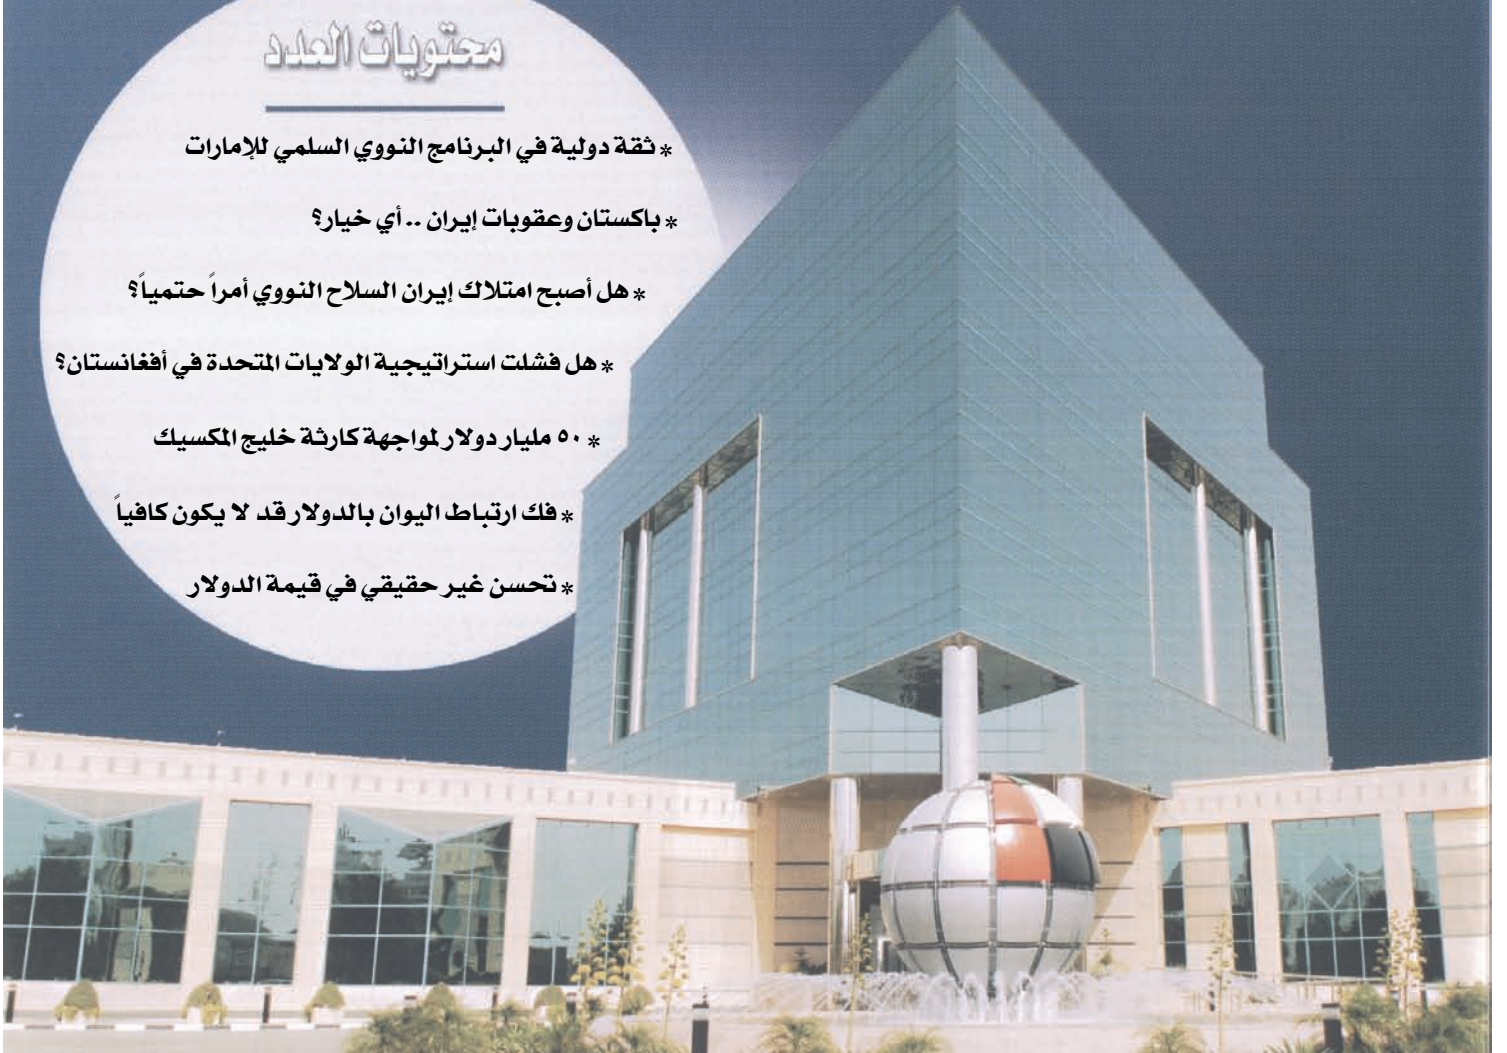 محتويات العدد
* ثقة دولية في البرنامج النووي السلمي للإمارات
* باكستان وعقوبات إيران .. أي خيار؟
* هل أصبح امتلاك إيران السلاح النووي أمراً حتمياً؟
* هل فشلت استراتيجية الولايات المتحدة في أفغانستان؟
* ٥٠ مليار دولار لمواجهة كارثة خليج المكسيك
* فك ارتباط اليوان بالدولار قد لا يكون كافياً
* تحسن غير حقيقي في قيمة الدولار